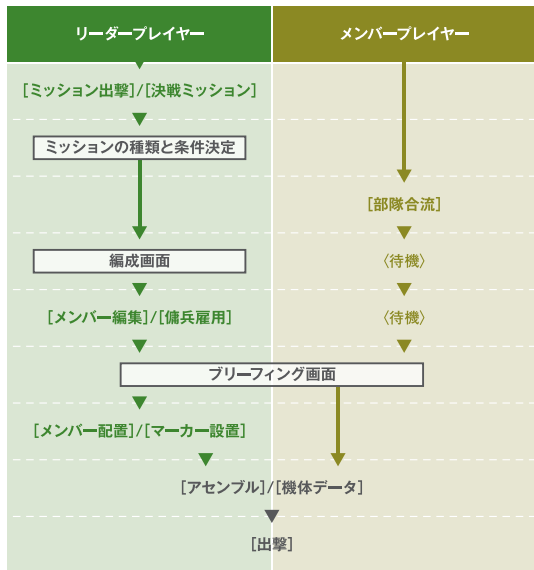 リーダープレイヤー
メンバープレイヤー
[ミッション出撃]/[決戦ミッション]
ミッションの種類と条件決定
[部隊合流]
編成画面
〈待機〉
[メンバー編集]/[傭兵雇用]
〈待機〉
ブリーフィング画面
[メンバー配置]/[マーカー設置]
[アセンブル]/[機体データ]
[出撃]